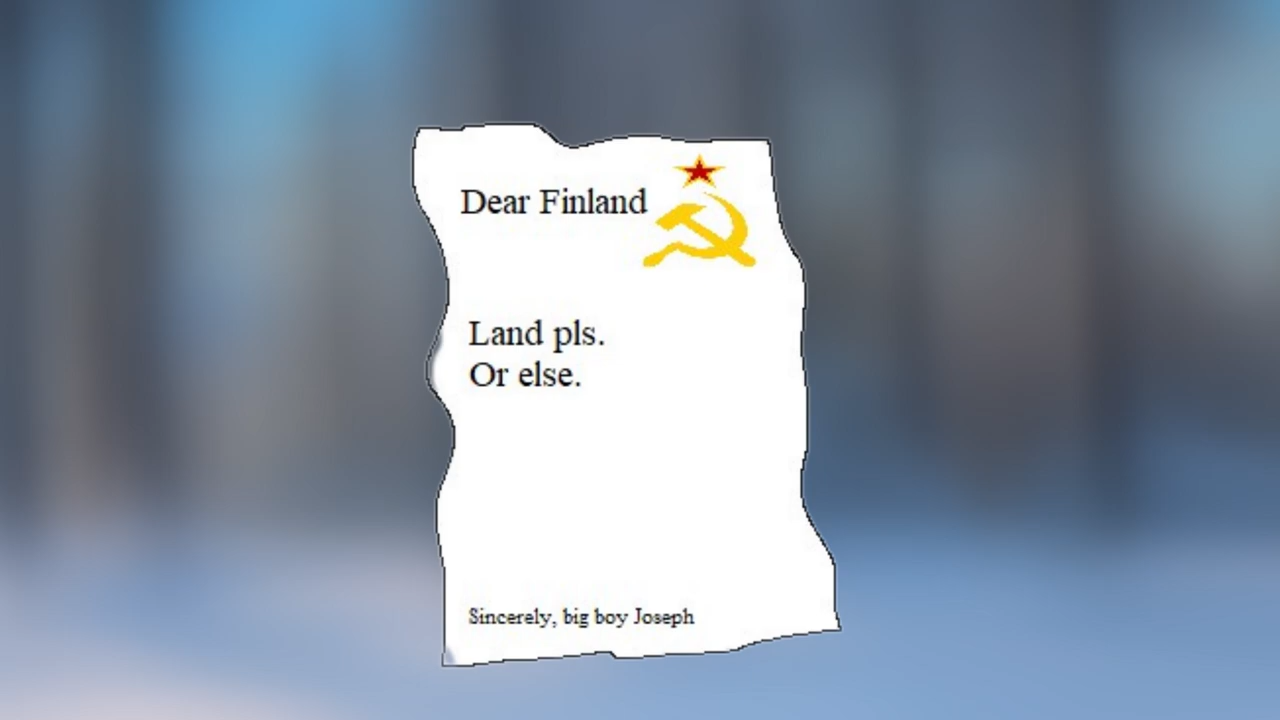 Dear Finland
Land pls.
Or else.
Sincerely, big boy Joseph